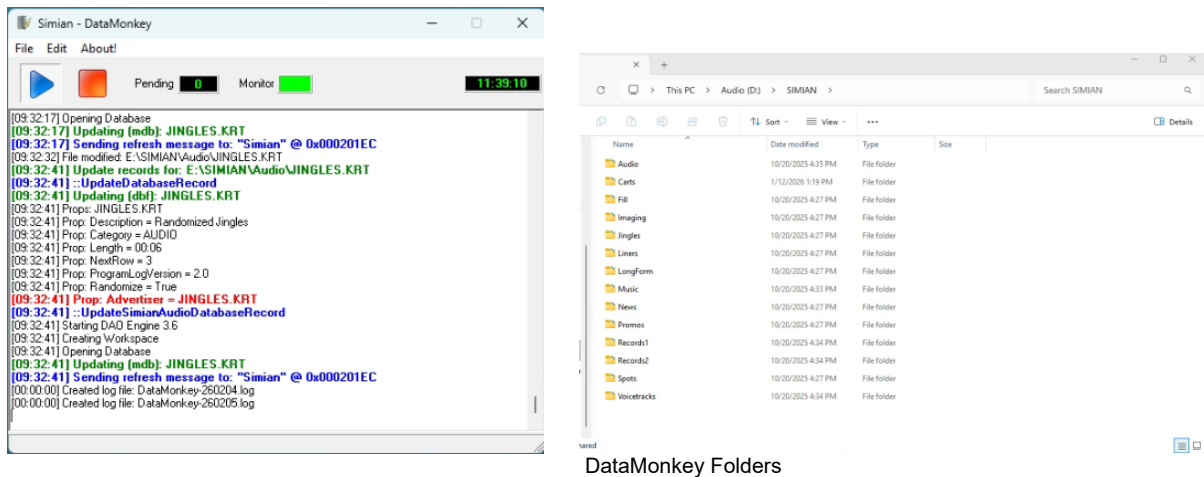 Simian - DataMonkey
File Edit About!
Pending 0 Monitor 11:39:10
[09:32:17] Opening Database
[09:32:17] Updating (mdb): JINGLES.KRT
[09:32:17] Sending refresh message to: "Simian" @ 0x000201EC
[09:32:32] File modified: E:\SIMIAN\Audio\JINGLES.KRT
[09:32:41] Update records for: E:\SIMIAN\Audio\JINGLES.KRT
[09:32:41] ::UpdateDatabaseRecord
[09:32:41] Updating (dbf): JINGLES.KRT
[09:32:41] Props: JINGLES.KRT
[09:32:41] Prop: Description = Randomized Jingles
[09:32:41] Prop: Category = AUDIO
[09:32:41] Prop: Length = 00:06
[09:32:41] Prop: NextRow = 3
[09:32:41] Prop: ProgramLogVersion = 2.0
[09:32:41] Prop: Randomize = True
[09:32:41] Prop: Advertiser = JINGLES.KRT
[09:32:41] ::UpdateSimianAudioDatabaseRecord
[09:32:41] Starting DAO Engine 3.6
[09:32:41] Creating Workspace
[09:32:41] Opening Database
[09:32:41] Updating (mdb): JINGLES.KRT
[09:32:41] Sending refresh message to: "Simian" @ 0x000201EC
[00:00:00] Created log file: DataMonkey-260204.log
[00:00:00] Created log file: DataMonkey-260205.log
This PC > Audio (D:) > SIMIAN > Search SIMIAN
Sort View ... Details
Name Date modified Type Size
Audio 10/20/2025 4:35 PM File folder
Carts 1/12/2026 1:19 PM File folder
Fill 10/20/2025 4:27 PM File folder
Imaging 10/20/2025 4:27 PM File folder
Jingles 10/20/2025 4:27 PM File folder
Liners 10/20/2025 4:27 PM File folder
LongForm 10/20/2025 4:27 PM File folder
Music 10/20/2025 4:33 PM File folder
News 10/20/2025 4:27 PM File folder
Promos 10/20/2025 4:27 PM File folder
Records1 10/20/2025 4:34 PM File folder
Records2 10/20/2025 4:34 PM File folder
Spots 10/20/2025 4:27 PM File folder
Voicetracks 10/20/2025 4:34 PM File folder
DataMonkey Folders